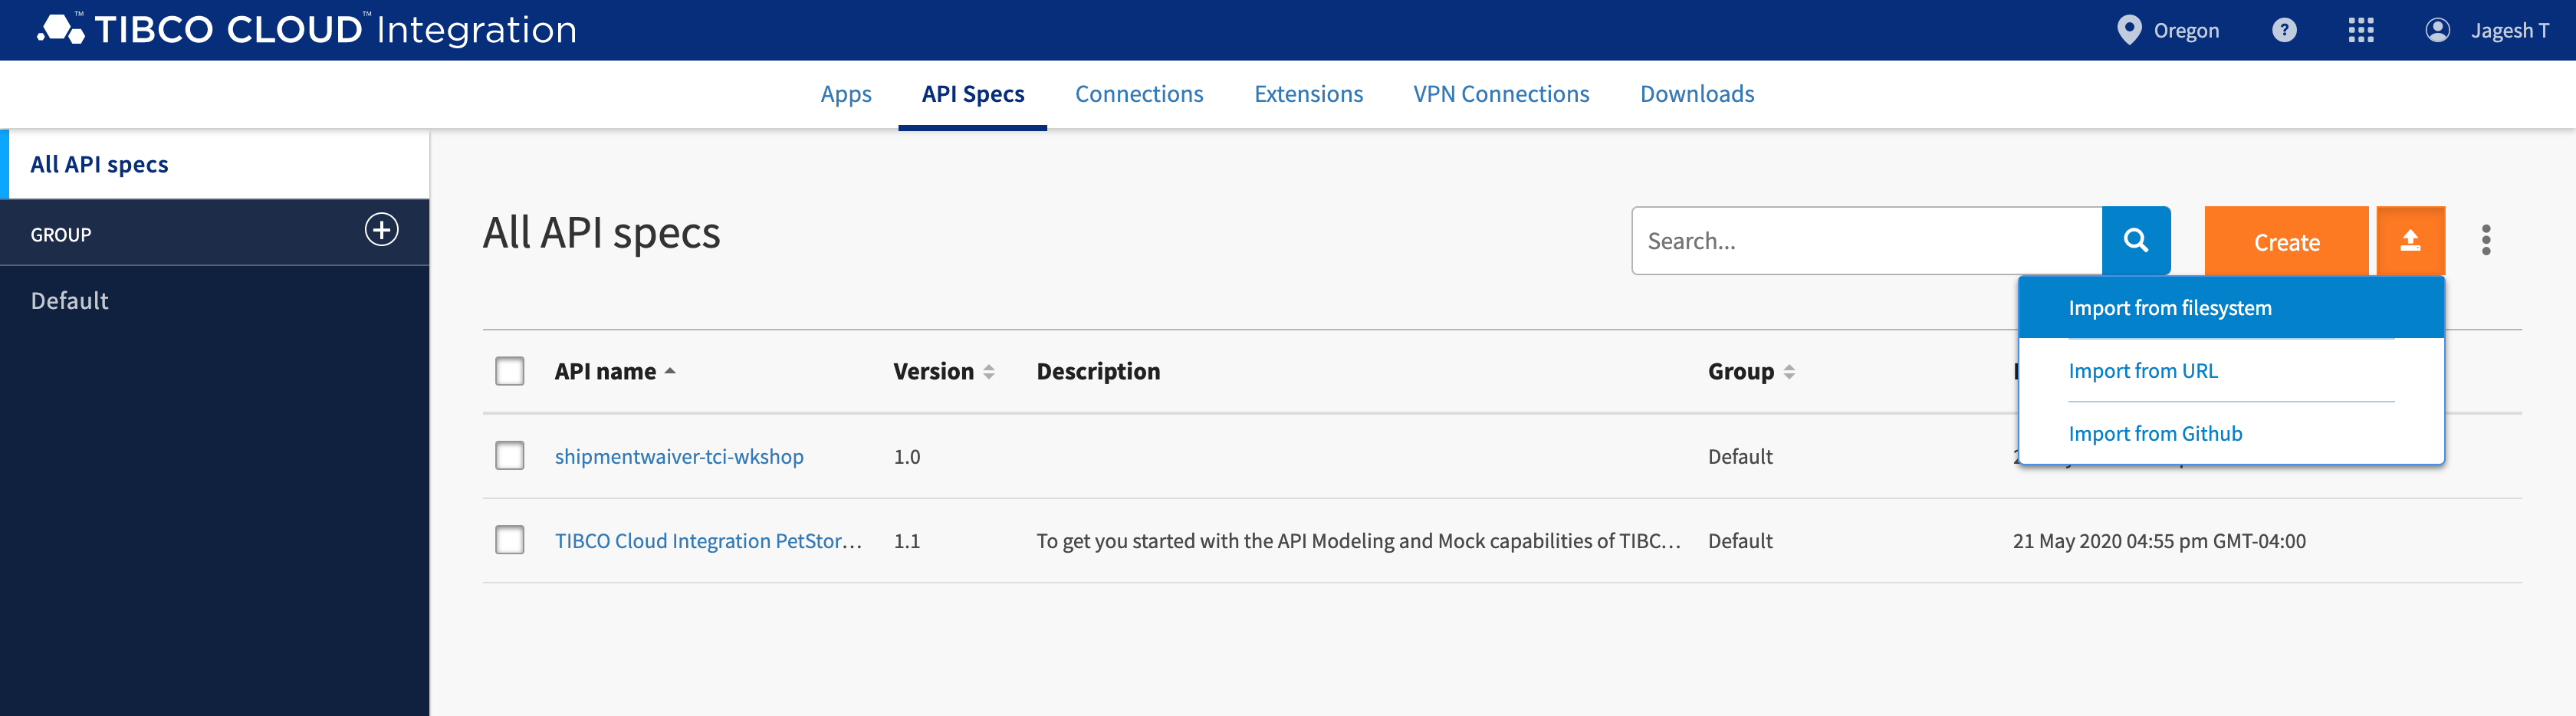 TIBCO CLOUD™ Integration
Oregon
?
Jagesh T
Apps
API Specs
Connections
Extensions
VPN Connections
Downloads
All API specs
GROUP
Default
All API specs
Search...
Create
Import from filesystem
Import from URL
Import from Github
API name
Version
Description
Group
shipmentwaiver-tci-wkshop
1.0
Default
TIBCO Cloud Integration PetStor...
1.1
To get you started with the API Modeling and Mock capabilities of TIBC...
Default
21 May 2020 04:55 pm GMT-04:00